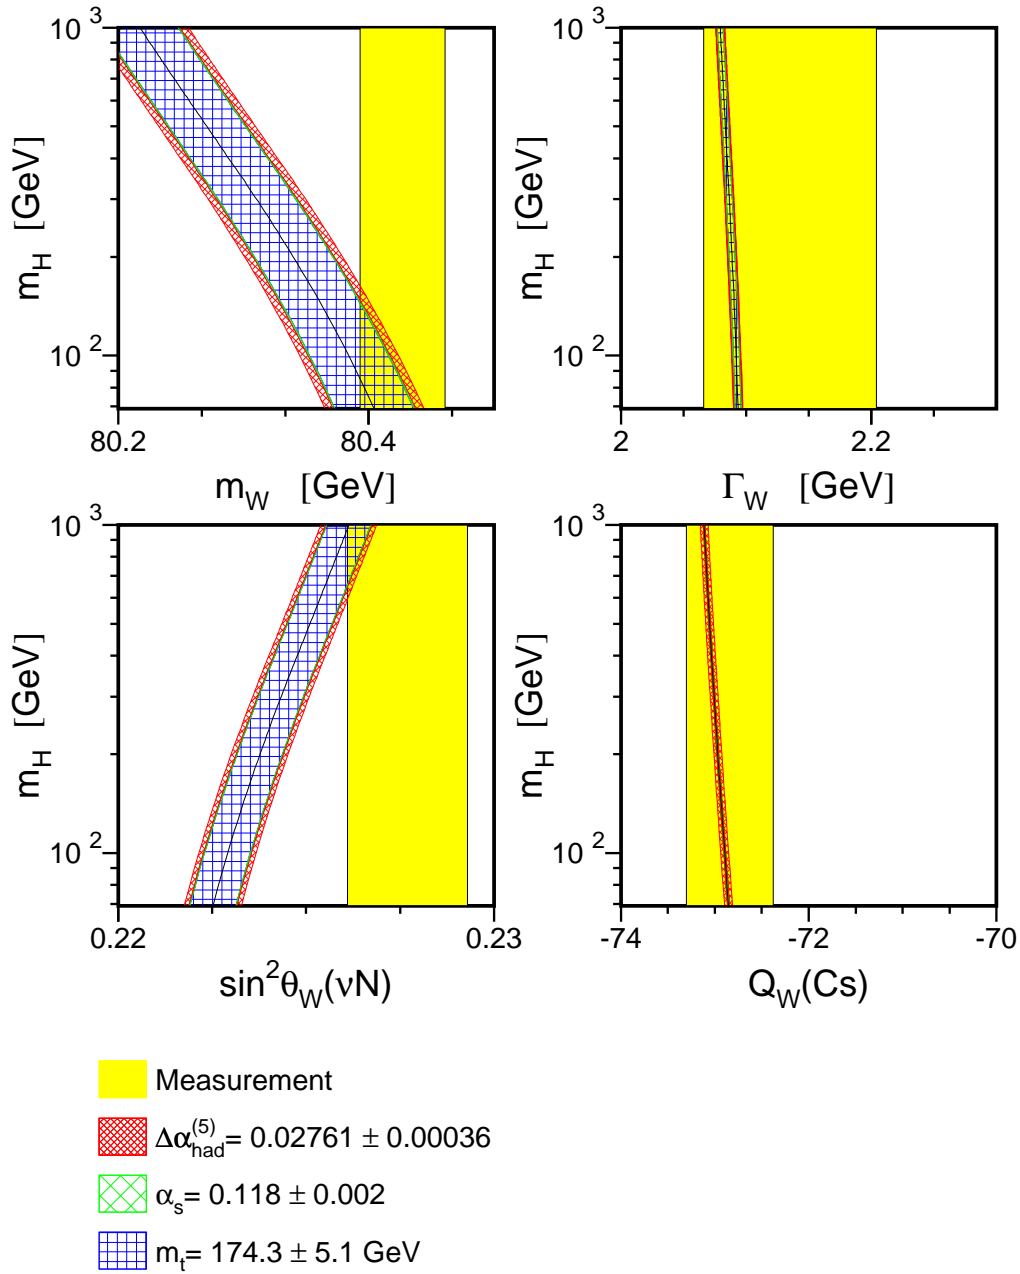 10³ 10³
m_H [GeV] m_H [GeV]
10² 10²
80.2 80.4 2 2.2
m_W [GeV] Γ_W [GeV]
10³ 10³
m_H [GeV] m_H [GeV]
10² 10²
0.22 0.23 -74 -72 -70
sin²θ_W(νN) Q_W(Cs)
Measurement
Δα_had^(5)= 0.02761 ± 0.00036
α_s= 0.118 ± 0.002
m_t= 174.3 ± 5.1 GeV